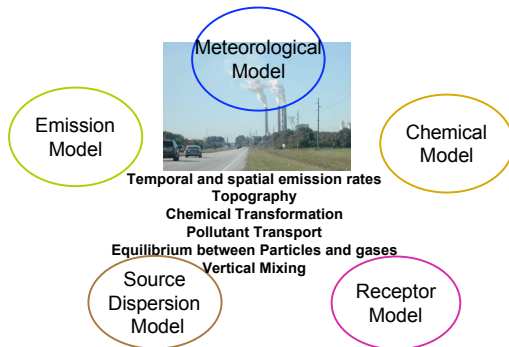 Meteorological
Model
Emission
Model
Chemical
Model
Temporal and spatial emission rates
Topography
Chemical Transformation
Pollutant Transport
Equilibrium between Particles and gases
Vertical Mixing
Source
Dispersion
Model
Receptor
Model